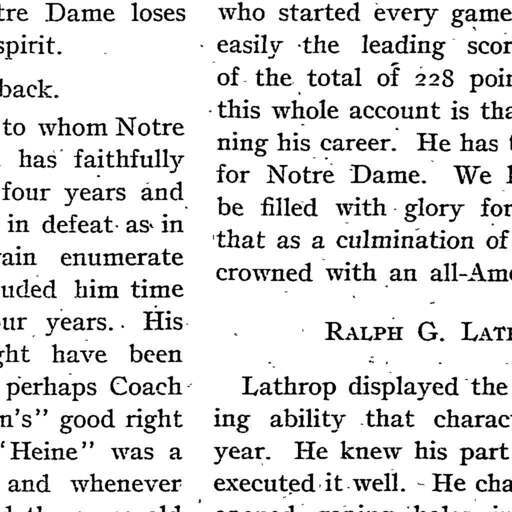 tre Dame loses
spirit.
back.
to whom Notre
has faithfully
four years and
in defeat as in
enumerate
uded him time
ur years. His
ght have been
perhaps Coach
n's" good right
"Heine" was a
and whenever
who started every game
easily the leading scor
of the total of 228 poin
this whole account is tha
ning his career. He has
for Notre Dame. We
be filled with glory for
that as a culmination of
crowned with an all-Ame
RALPH G. LATH
Lathrop displayed the
ing ability that charac
year. He knew his part
executed it well. He cha